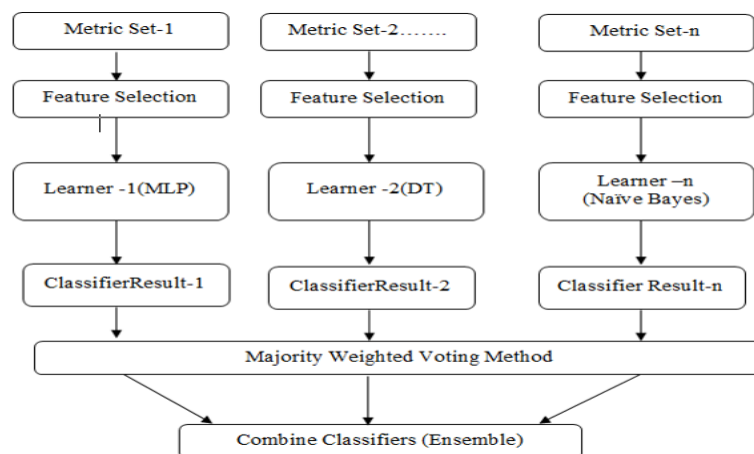 Metric Set-1
Metric Set-2.......
Metric Set-n
Feature Selection
Feature Selection
Feature Selection
Learner -1(MLP)
Learner -2(DT)
Learner –n
(Naïve Bayes)
ClassifierResult-1
ClassifierResult-2
Classifier Result-n
Majority Weighted Voting Method
Combine Classifiers (Ensemble)